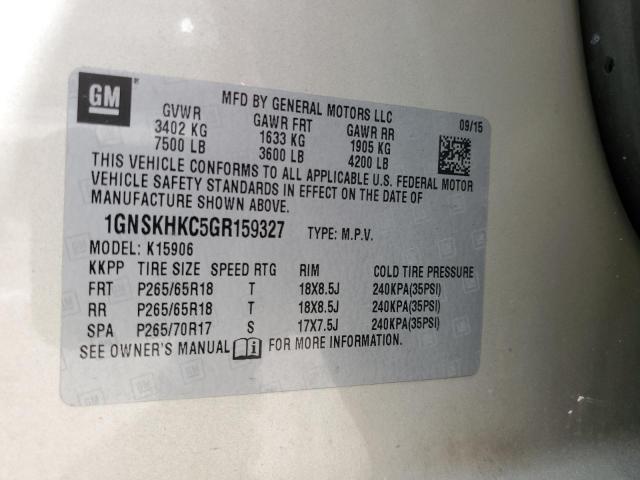 GM
MFD BY GENERAL MOTORS LLC
09/15
GVWR GAWR FRT GAWR RR
3402 KG 1633 KG 1905 KG
7500 LB 3600 LB 4200 LB
THIS VEHICLE CONFORMS TO ALL APPLICABLE U.S. FEDERAL MOTOR
VEHICLE SAFETY STANDARDS IN EFFECT ON THE DATE OF
MANUFACTURE SHOWN ABOVE.
1GNSKHKC5GR159327 TYPE: M.P.V.
MODEL: K15906
KKPP TIRE SIZE SPEED RTG RIM COLD TIRE PRESSURE
FRT P265/65R18 T 18X8.5J 240KPA(35PSI)
RR P265/65R18 T 18X8.5J 240KPA(35PSI)
SPA P265/70R17 S 17X7.5J 240KPA(35PSI)
SEE OWNER'S MANUAL i FOR MORE INFORMATION.